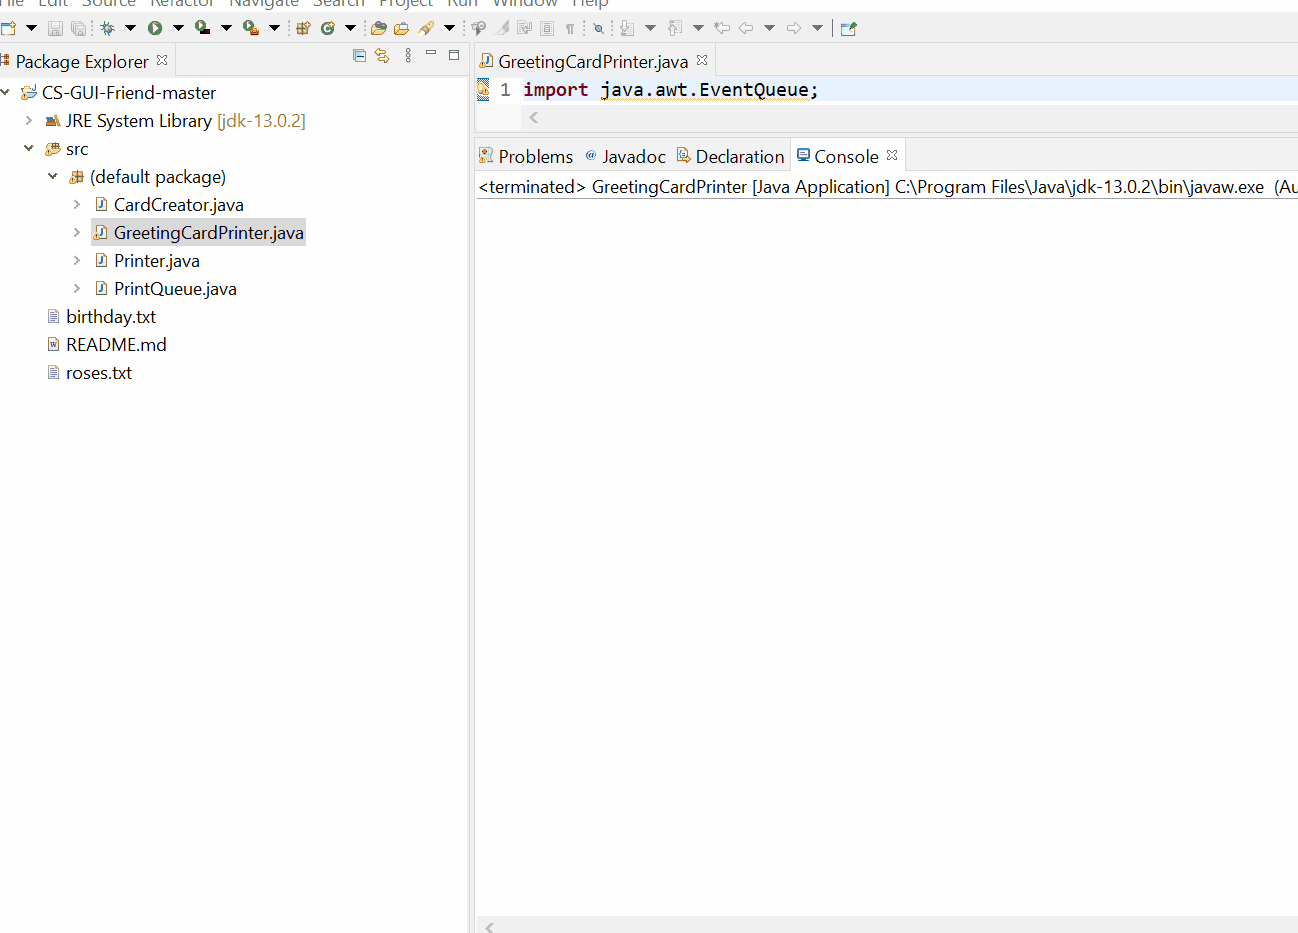 File Edit Source Refactor Navigate Search Project Run Window Help
Package Explorer
CS-GUI-Friend-master
JRE System Library [jdk-13.0.2]
src
(default package)
CardCreator.java
GreetingCardPrinter.java
Printer.java
PrintQueue.java
birthday.txt
README.md
roses.txt
GreetingCardPrinter.java
1 import java.awt.EventQueue;
Problems @ Javadoc Declaration Console
<terminated> GreetingCardPrinter [Java Application] C:\Program Files\Java\jdk-13.0.2\bin\javaw.exe (Au